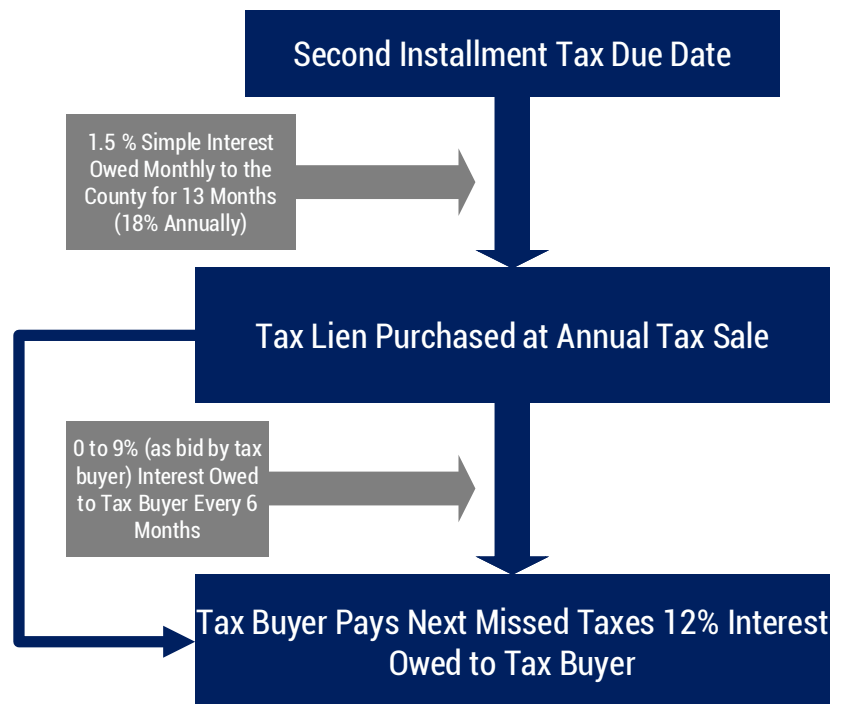 Second Installment Tax Due Date
1.5 % Simple Interest
Owed Monthly to the
County for 13 Months
(18% Annually)
Tax Lien Purchased at Annual Tax Sale
0 to 9% (as bid by tax
buyer) Interest Owed
to Tax Buyer Every 6
Months
Tax Buyer Pays Next Missed Taxes 12% Interest
Owed to Tax Buyer